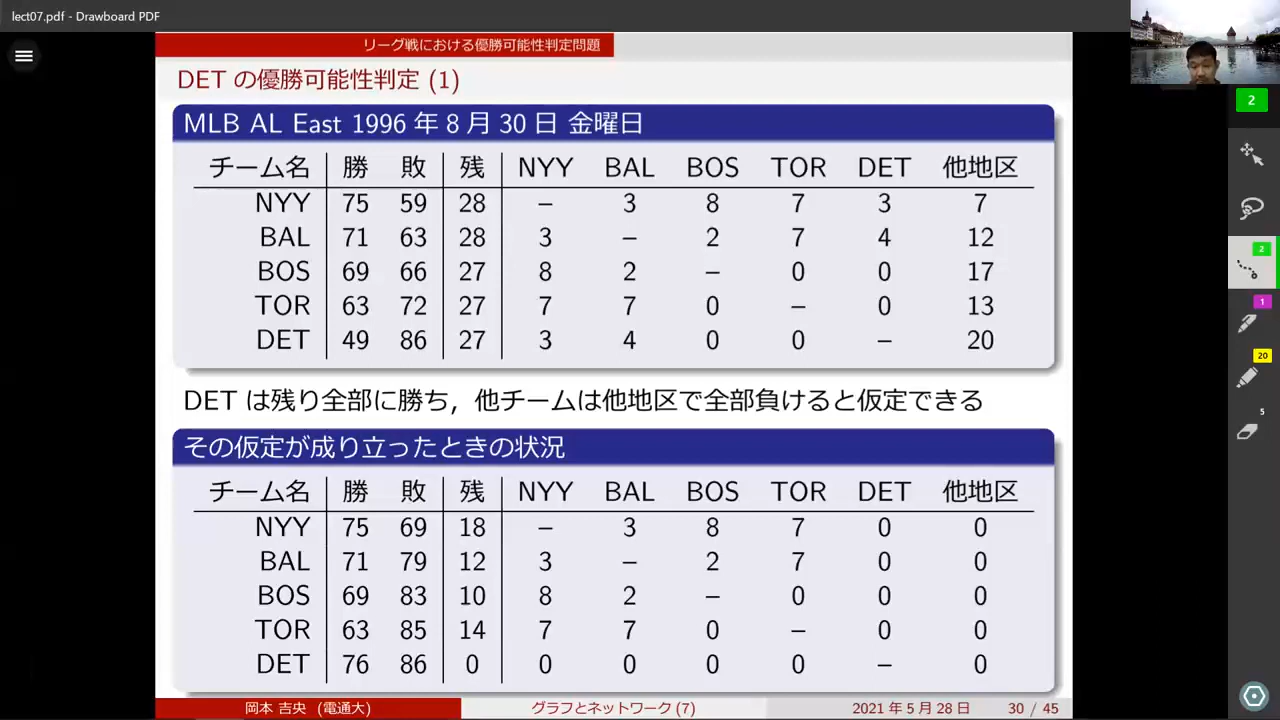 lect07.pdf - Drawboard PDF
リーグ戦における優勝可能性判定問題
DET の優勝可能性判定 (1)
MLB AL East 1996 年 8 月 30 日 金曜日
チーム名 勝 敗 残 NYY BAL BOS TOR DET 他地区
NYY 75 59 28 – 3 8 7 3 7
BAL 71 63 28 3 – 2 7 4 12
BOS 69 66 27 8 2 – 0 0 17
TOR 63 72 27 7 7 0 – 0 13
DET 49 86 27 3 4 0 0 – 20
DET は残り全部に勝ち，他チームは他地区で全部負けると仮定できる
その仮定が成り立ったときの状況
チーム名 勝 敗 残 NYY BAL BOS TOR DET 他地区
NYY 75 69 18 – 3 8 7 0 0
BAL 71 79 12 3 – 2 7 0 0
BOS 69 83 10 8 2 – 0 0 0
TOR 63 85 14 7 7 0 – 0 0
DET 76 86 0 0 0 0 0 – 0
岡本 吉央 (電通大)
グラフとネットワーク (7)
2021 年 5 月 28 日 30 / 45
2
2
1
20
5